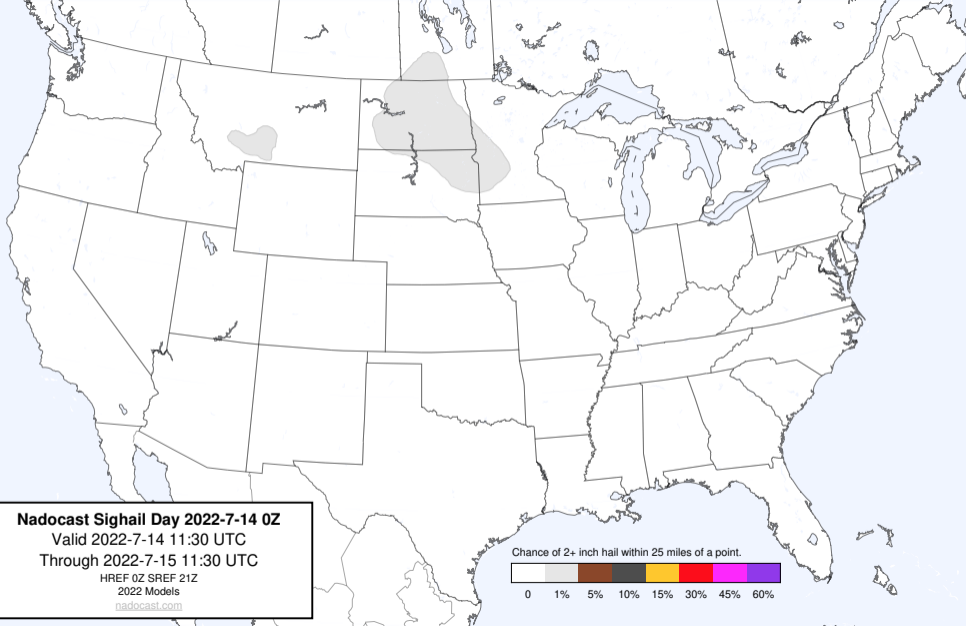 Nadocast Sighail Day 2022-7-14 0Z
Valid 2022-7-14 11:30 UTC
Through 2022-7-15 11:30 UTC
HREF 0Z SREF 21Z
2022 Models
nadocast.com
Chance of 2+ inch hail within 25 miles of a point.
0 1% 5% 10% 15% 30% 45% 60%